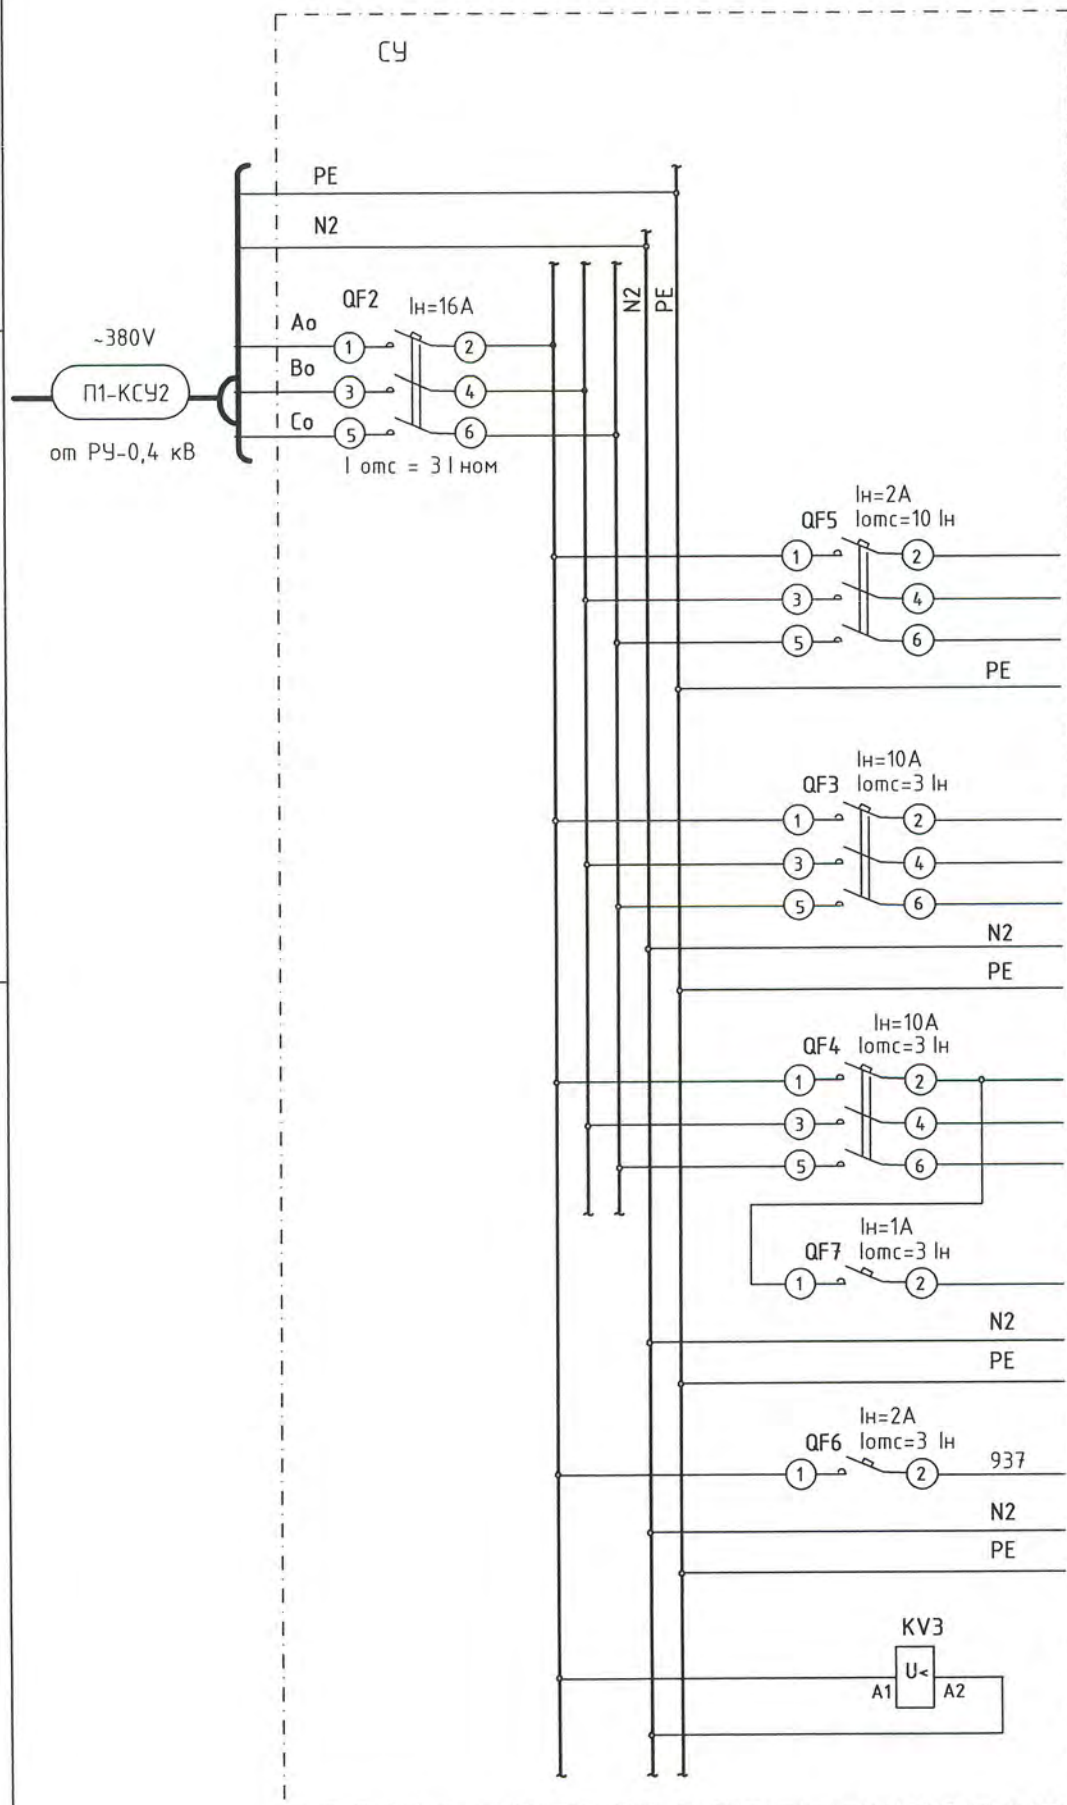 СУ
PE
N2
N2
PE
QF2
Iн=16А
~380V
П1-КСУ2
от РУ-0,4 кВ
Ао
1
2
Во
3
4
Со
5
6
I отс = 3 I ном
Iн=2А
QF5 Iотс=10 Iн
1
2
3
4
5
6
PE
Iн=10А
QF3 Iотс=3 Iн
1
2
3
4
5
6
N2
PE
Iн=10А
QF4 Iотс=3 Iн
1
2
3
4
5
6
Iн=1А
QF7 Iотс=3 Iн
1
2
N2
PE
Iн=2А
QF6 Iотс=3 Iн
1
2
937
N2
PE
KV3
U<
A1
A2